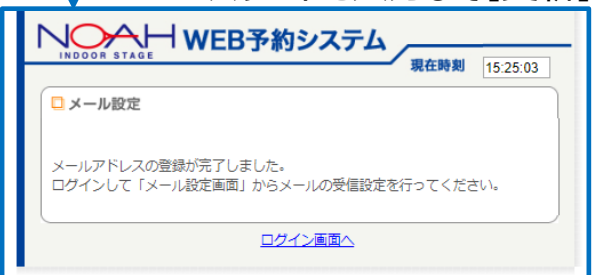 NOAH WEB予約システム
INDOOR STAGE
現在時刻 15:25:03
メール設定
メールアドレスの登録が完了しました。
ログインして「メール設定画面」からメールの受信設定を行ってください。
ログイン画面へ